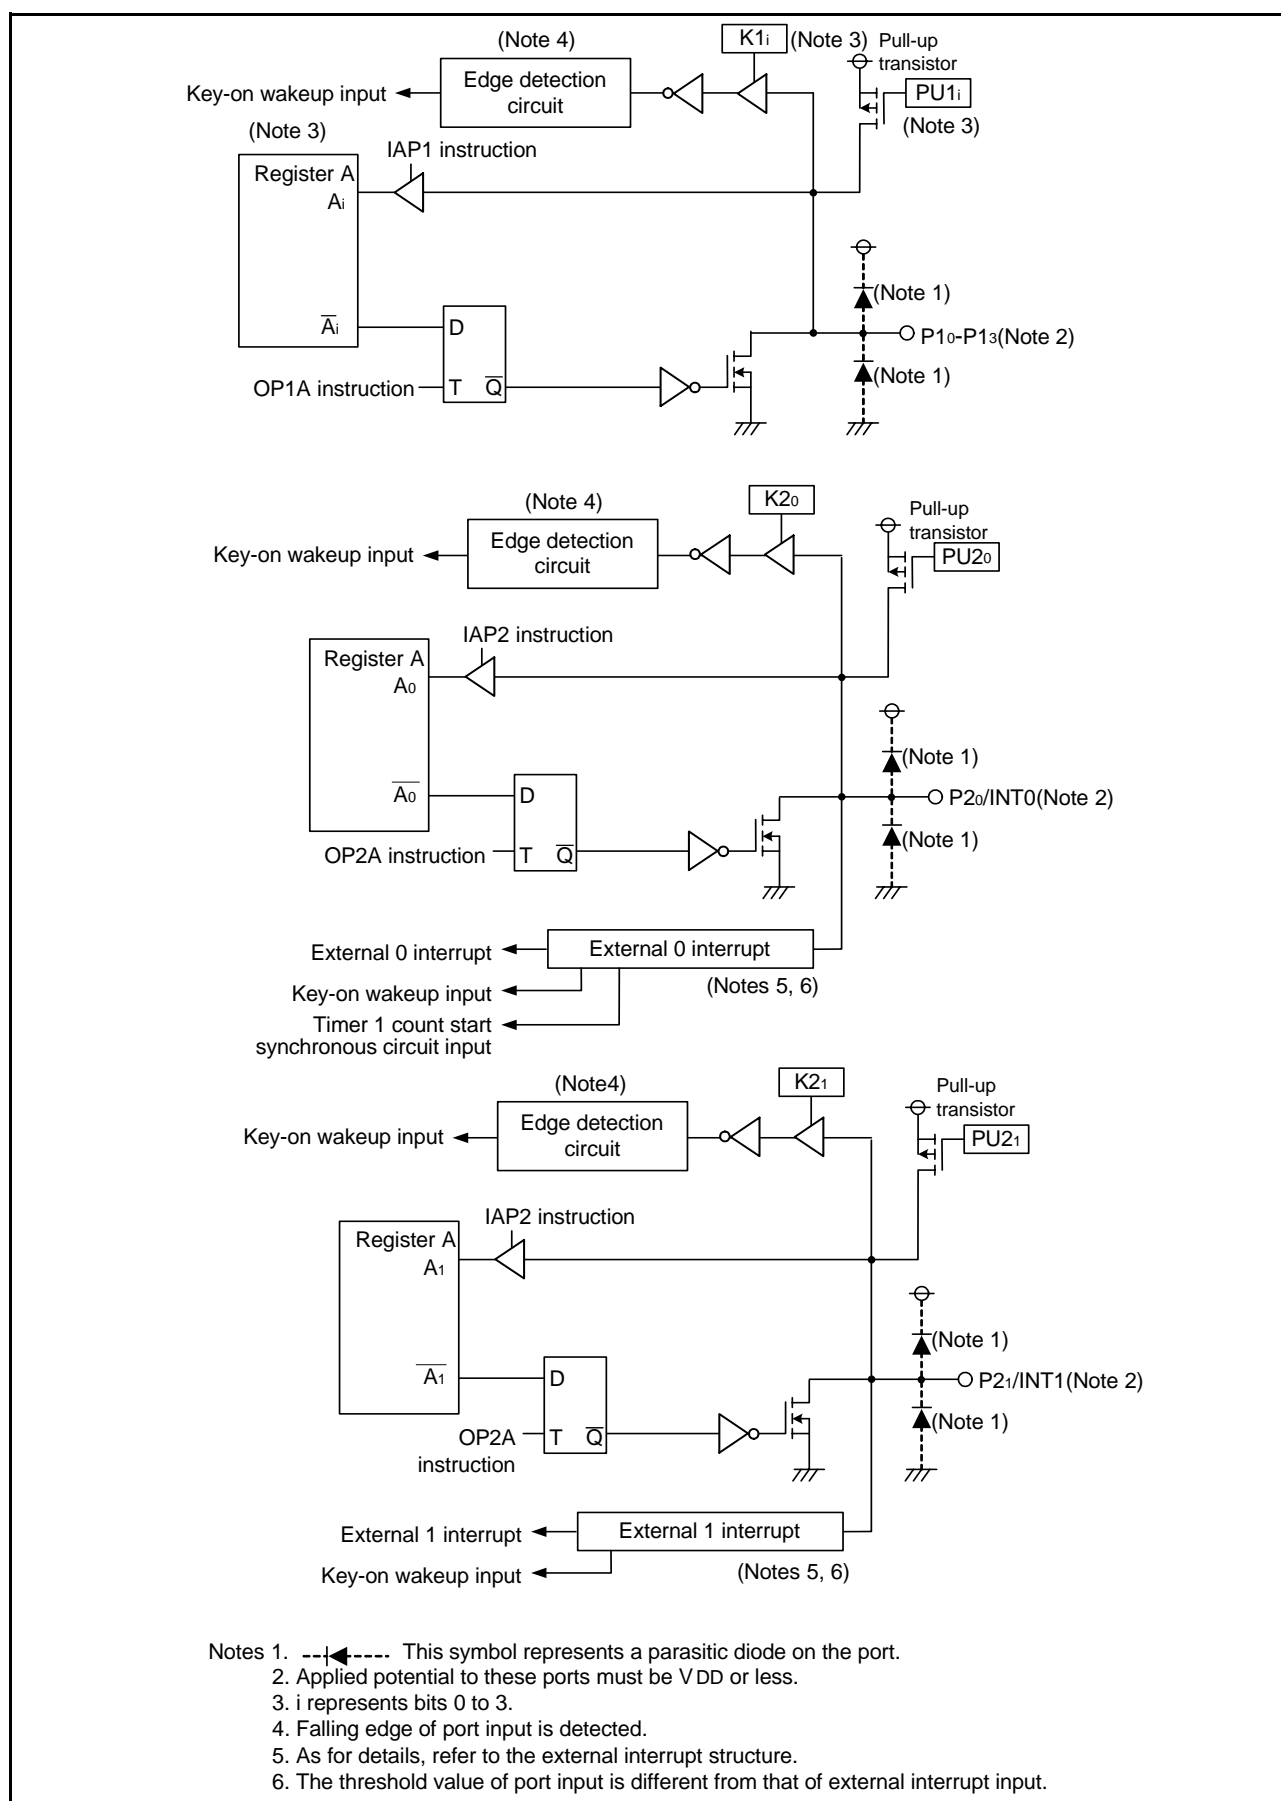 (Note 4)
K1i
(Note 3)
Pull-up
transistor
Key-on wakeup input
Edge detection
circuit
PU1i
(Note 3)
(Note 3)
IAP1 instruction
Register A
Ai
(Note 1)
A̅i
D
P10-P13(Note 2)
(Note 1)
OP1A instruction
T Q̅
(Note 4)
K20
Pull-up
transistor
Key-on wakeup input
Edge detection
circuit
PU20
IAP2 instruction
Register A
A0
(Note 1)
A̅0
D
P20/INT0(Note 2)
(Note 1)
OP2A instruction
T Q̅
External 0 interrupt
External 0 interrupt
(Notes 5, 6)
Key-on wakeup input
Timer 1 count start
synchronous circuit input
(Note4)
K21
Pull-up
transistor
Key-on wakeup input
Edge detection
circuit
PU21
IAP2 instruction
Register A
A1
(Note 1)
A̅1
D
P21/INT1(Note 2)
(Note 1)
OP2A
instruction
T Q̅
External 1 interrupt
External 1 interrupt
(Notes 5, 6)
Key-on wakeup input
Notes 1. This symbol represents a parasitic diode on the port.
2. Applied potential to these ports must be VDD or less.
3. i represents bits 0 to 3.
4. Falling edge of port input is detected.
5. As for details, refer to the external interrupt structure.
6. The threshold value of port input is different from that of external interrupt input.